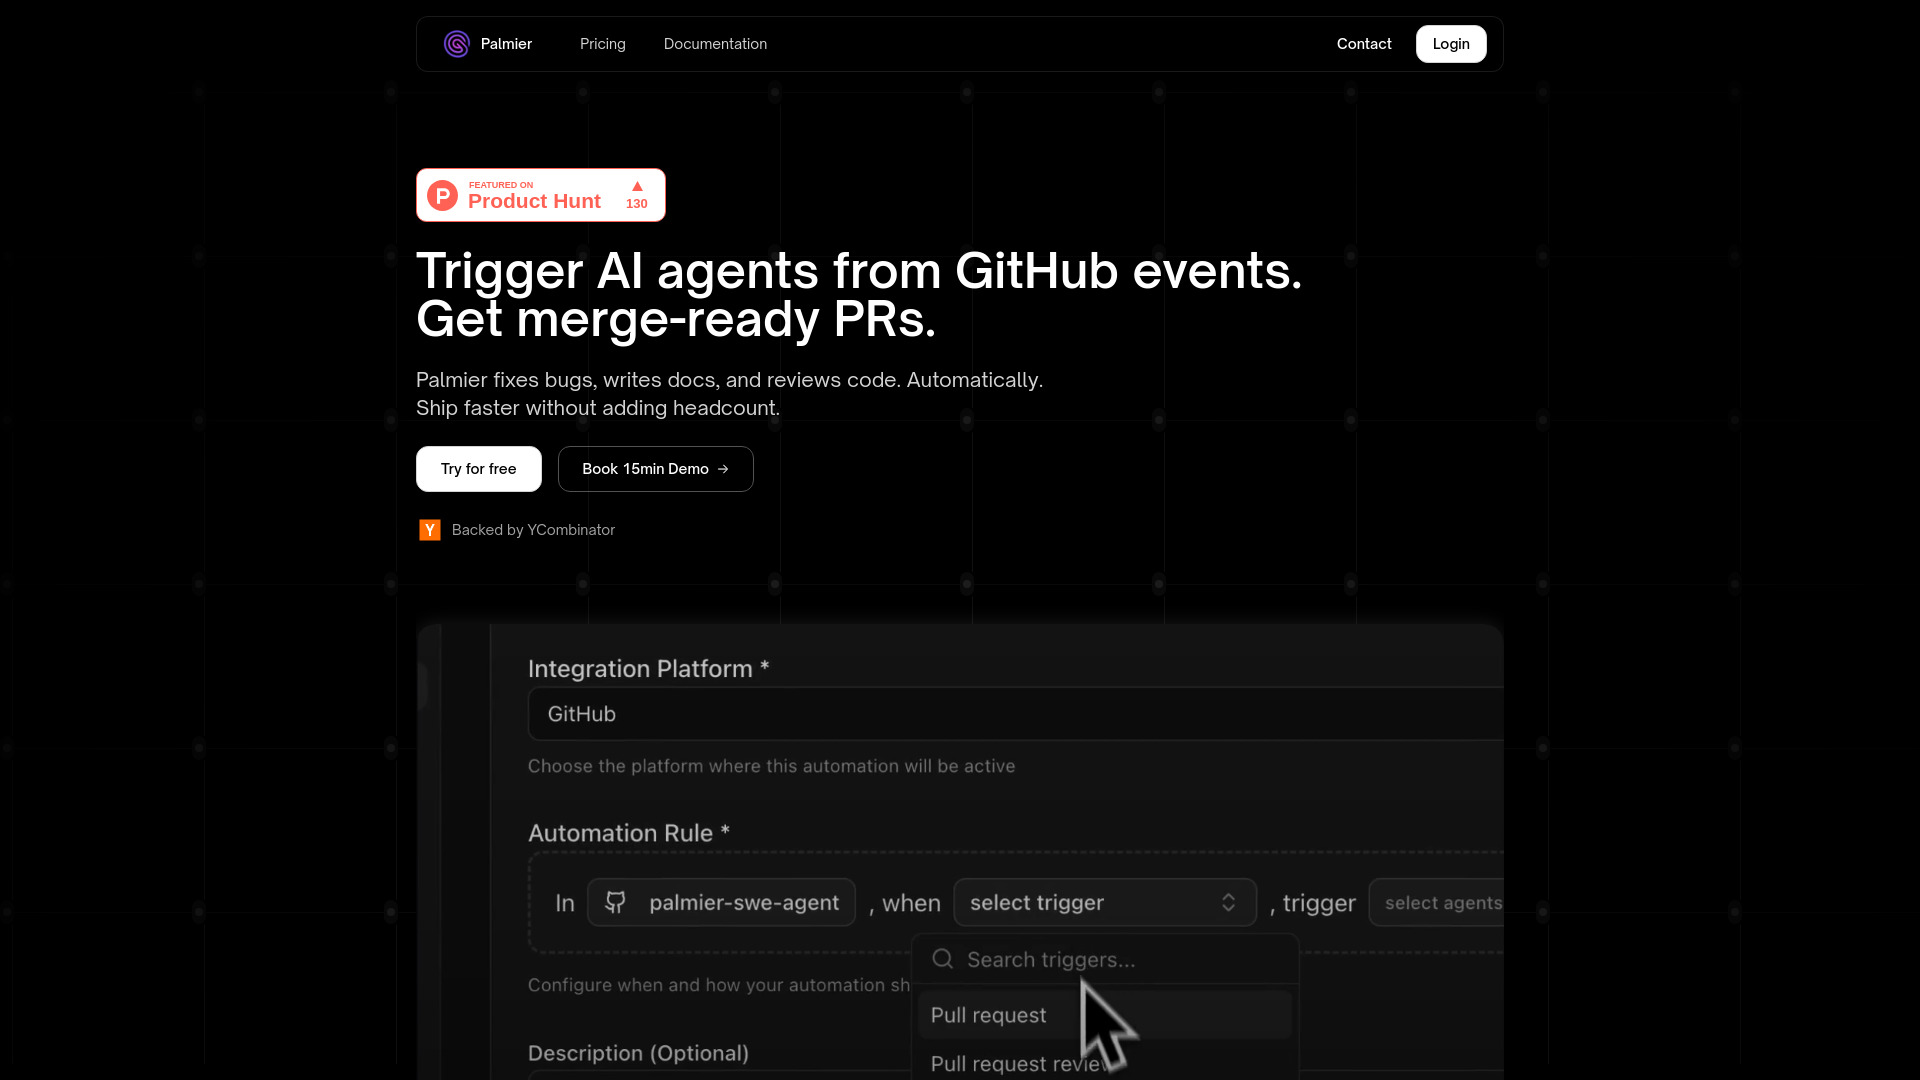 Palmier
Pricing
Documentation
Contact
Login
P
FEATURED ON
Product Hunt
130
Trigger AI agents from GitHub events.
Get merge-ready PRs.
Palmier fixes bugs, writes docs, and reviews code. Automatically.
Ship faster without adding headcount.
Try for free
Book 15min Demo →
Y
Backed by YCombinator
Integration Platform *
GitHub
Choose the platform where this automation will be active
Automation Rule *
In palmier-swe-agent , when select trigger , trigger select agents
Search triggers...
Configure when and how your automation sh
Pull request
Description (Optional)
Pull request review